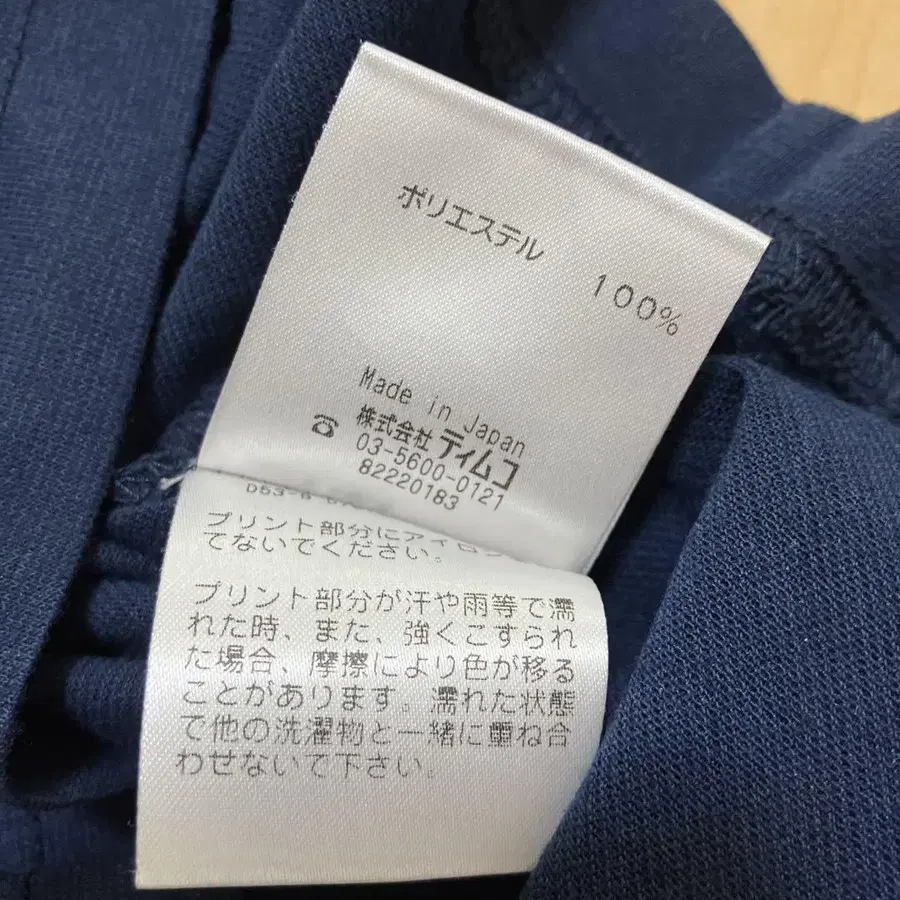 ポリエステル 100%
Made in Japan
株式会社 ティムコ
☎ 03-5600-0121
82220183
プリント部分にアイロン
てないでください。
プリント部分が汗や雨等で濡
れた時、また、強くこすられ
た場合、摩擦により色が移る
ことがあります。濡れた状態
で他の洗濯物と一緒に重ね合
わせないで下さい。